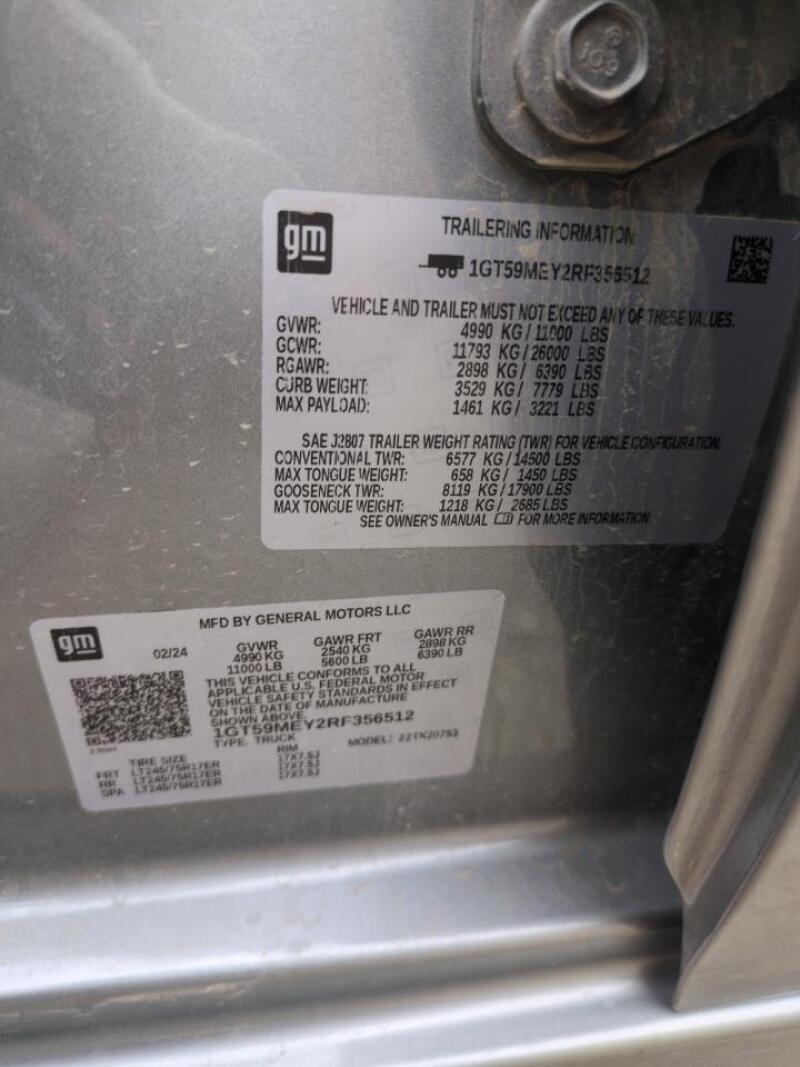 109
gm
TRAILERING INFORMATION
1GT59MEY2RF356512
VEHICLE AND TRAILER MUST NOT EXCEED ANY OF THESE VALUES.
GVWR: 4990 KG / 11000 LBS
GCWR: 11793 KG / 26000 LBS
RGAWR: 2898 KG / 6390 LBS
CURB WEIGHT: 3529 KG / 7779 LBS
MAX PAYLOAD: 1461 KG / 3221 LBS
SAE J2807 TRAILER WEIGHT RATING (TWR) FOR VEHICLE CONFIGURATION.
CONVENTIONAL TWR: 6577 KG / 14500 LBS
MAX TONGUE WEIGHT: 658 KG / 1450 LBS
GOOSENECK TWR: 8119 KG / 17900 LBS
MAX TONGUE WEIGHT: 1218 KG / 2685 LBS
SEE OWNER'S MANUAL FOR MORE INFORMATION
gm
MFD BY GENERAL MOTORS LLC
02/24 GVWR GAWR FRT GAWR RR
4990 KG 2540 KG 2898 KG
11000 LB 5600 LB 6390 LB
THIS VEHICLE CONFORMS TO ALL
APPLICABLE U.S. FEDERAL MOTOR
VEHICLE SAFETY STANDARDS IN EFFECT
ON THE DATE OF MANUFACTURE
SHOWN ABOVE
1GT59MEY2RF356512
TYPE: TRUCK MODEL:
TIRE SIZE RIM
FRT LT245/75R17ER 17X7.5J
RR LT245/75R17ER 17X7.5J
SPA LT245/75R17ER 17X7.5J